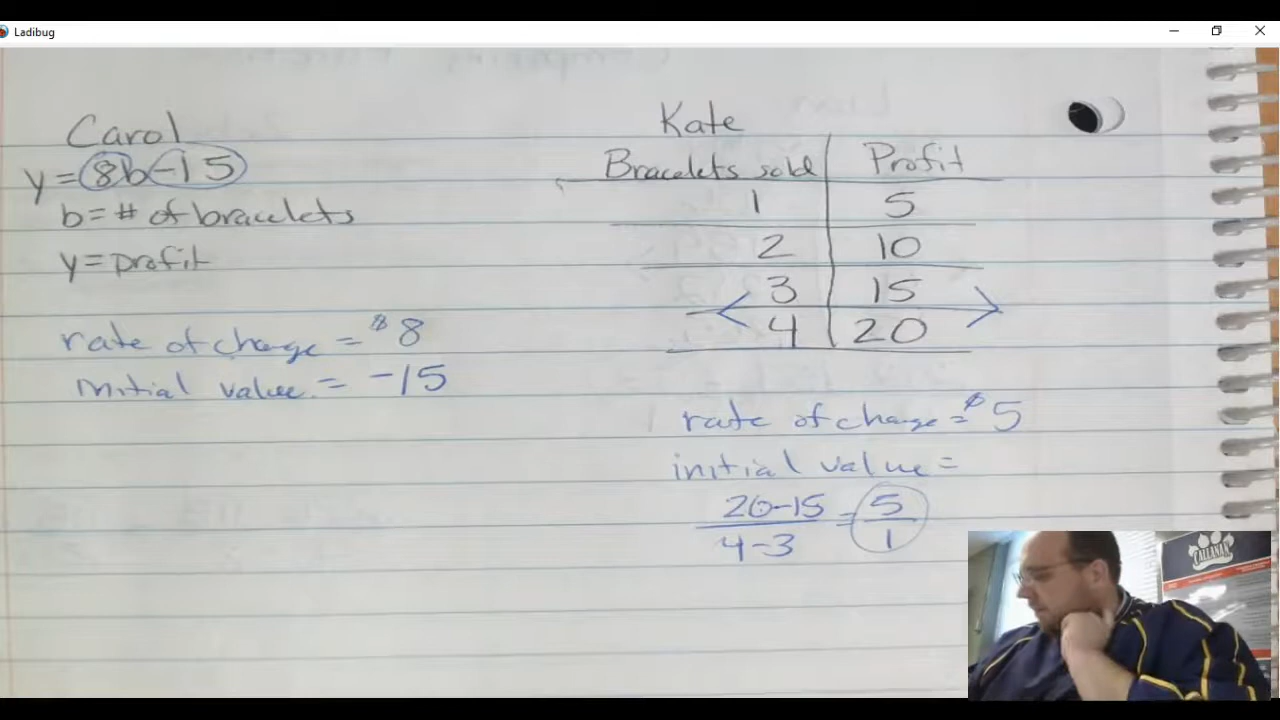 Ladibug
Carol
y = 8b - 15
b = # of bracelets
y = profit
rate of change = $8
initial value = -15
Kate
Bracelets sold | Profit
1 | 5
2 | 10
3 | 15
4 | 20
rate of change = $5
initial value =
20-15 / 4-3 = 5/1
CALLANAN